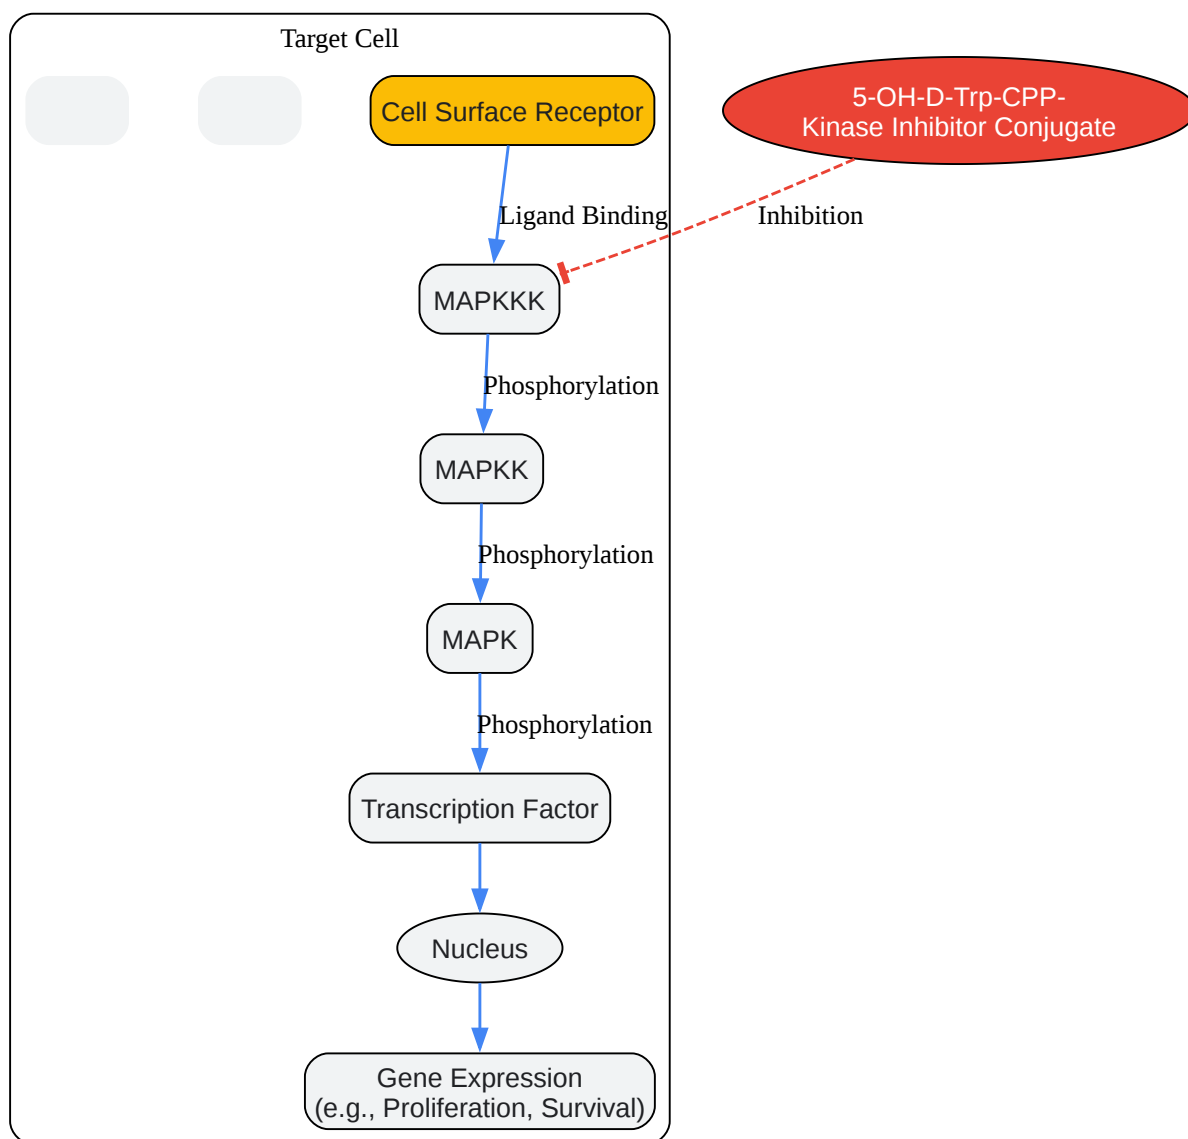 Target Cell
Cell Surface Receptor
5-OH-D-Trp-CPP-
Kinase Inhibitor Conjugate
Ligand Binding
Inhibition
MAPKKK
Phosphorylation
MAPKK
Phosphorylation
MAPK
Phosphorylation
Transcription Factor
Nucleus
Gene Expression
(e.g., Proliferation, Survival)